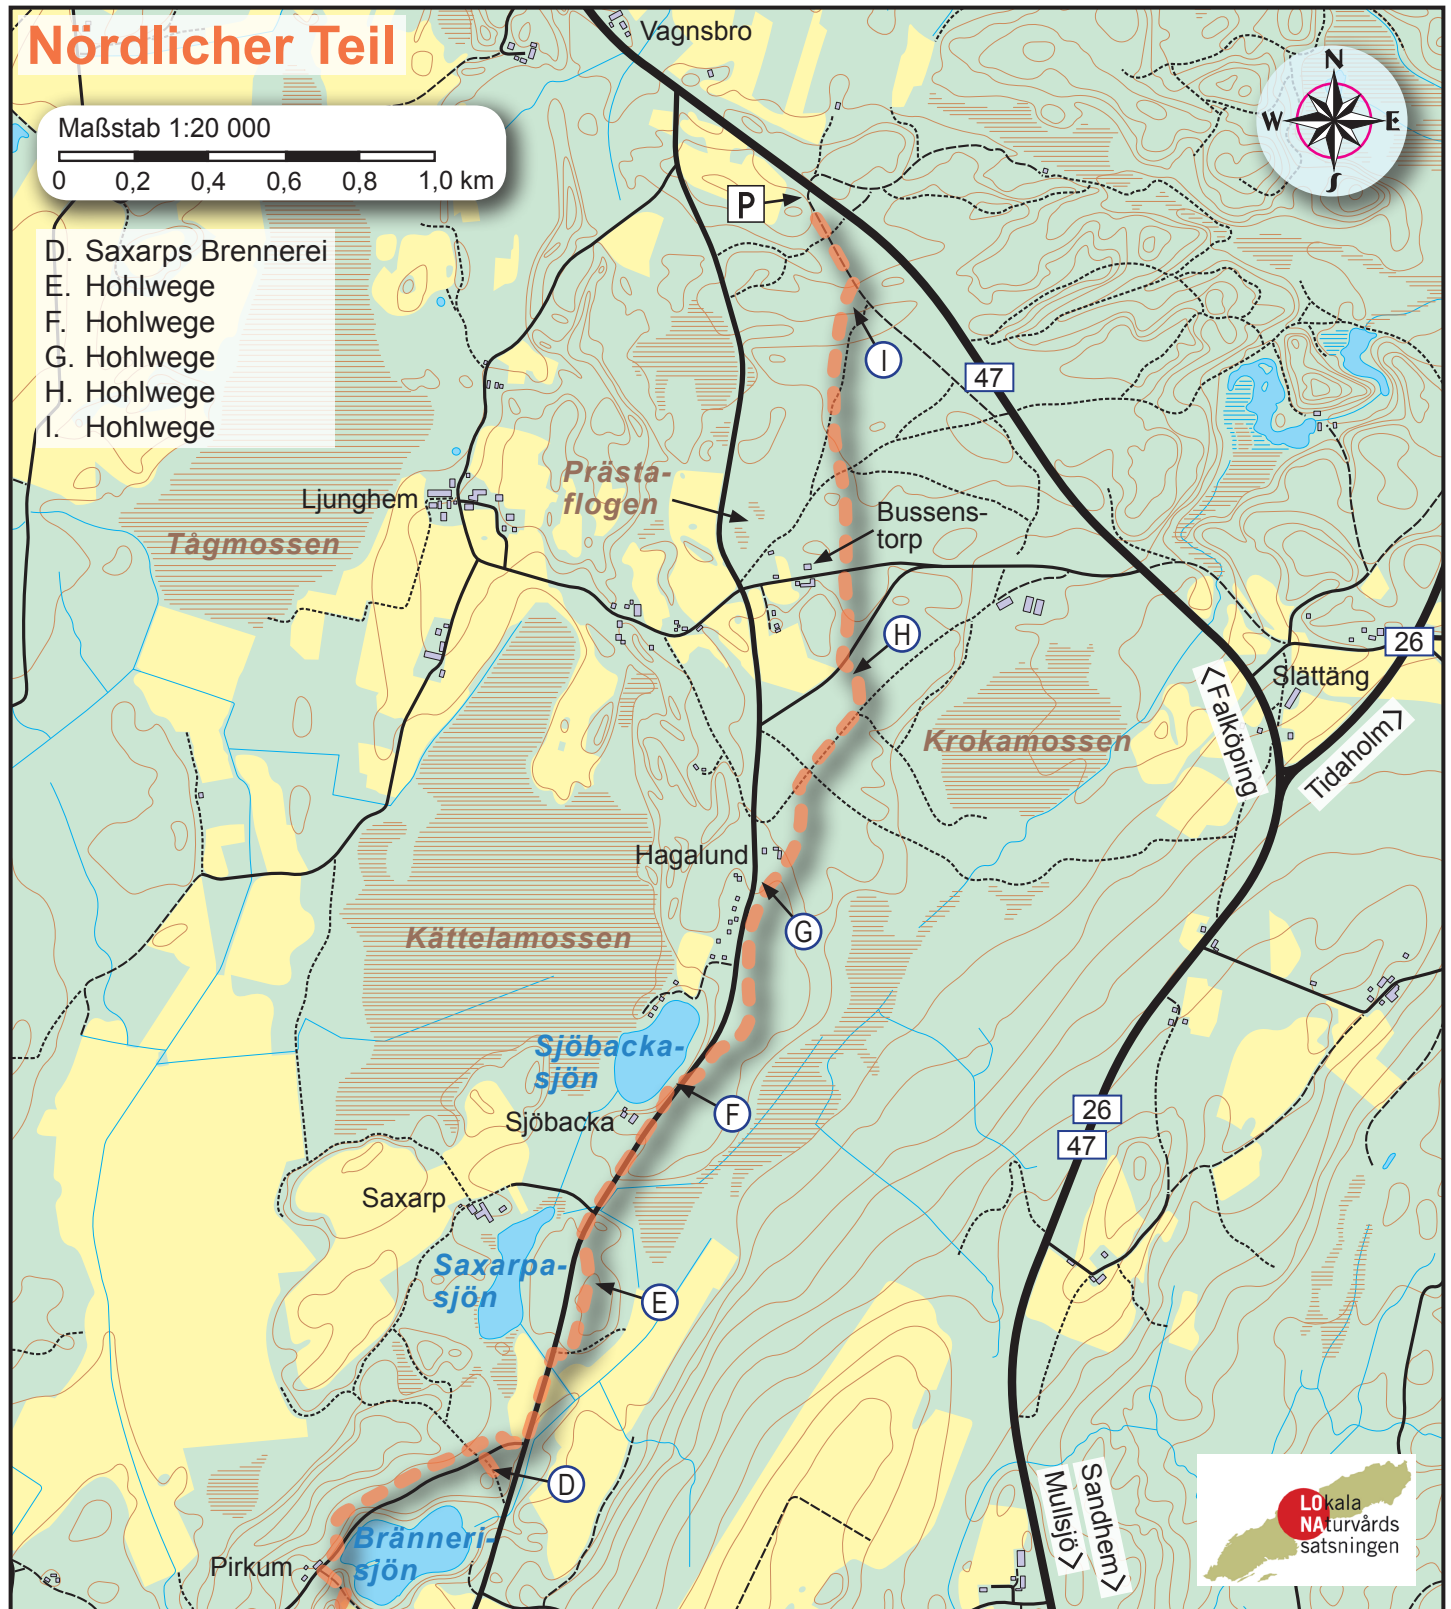 Nördlicher Teil
Vagnsbro
N
W
E
S
Maßstab 1:20 000
0 0,2 0,4 0,6 0,8 1,0 km
P
D. Saxarps Brennerei
E. Hohlwege
F. Hohlwege
G. Hohlwege
H. Hohlwege
I. Hohlwege
I
47
Prästa-
flogen
Ljunghem
Bussens-
torp
Tågmossen
H
26
Slättäng
<Falköping
Tidaholm>
Krokamossen
Hagalund
G
Kättelamossen
Sjöbacka-
sjön
F
26
47
Sjöbacka
Saxarp
Saxarpa-
sjön
E
D
Sandhem>
Mullsjö>
LOkala
NAturvårds
satsningen
Bränneri-
sjön
Pirkum